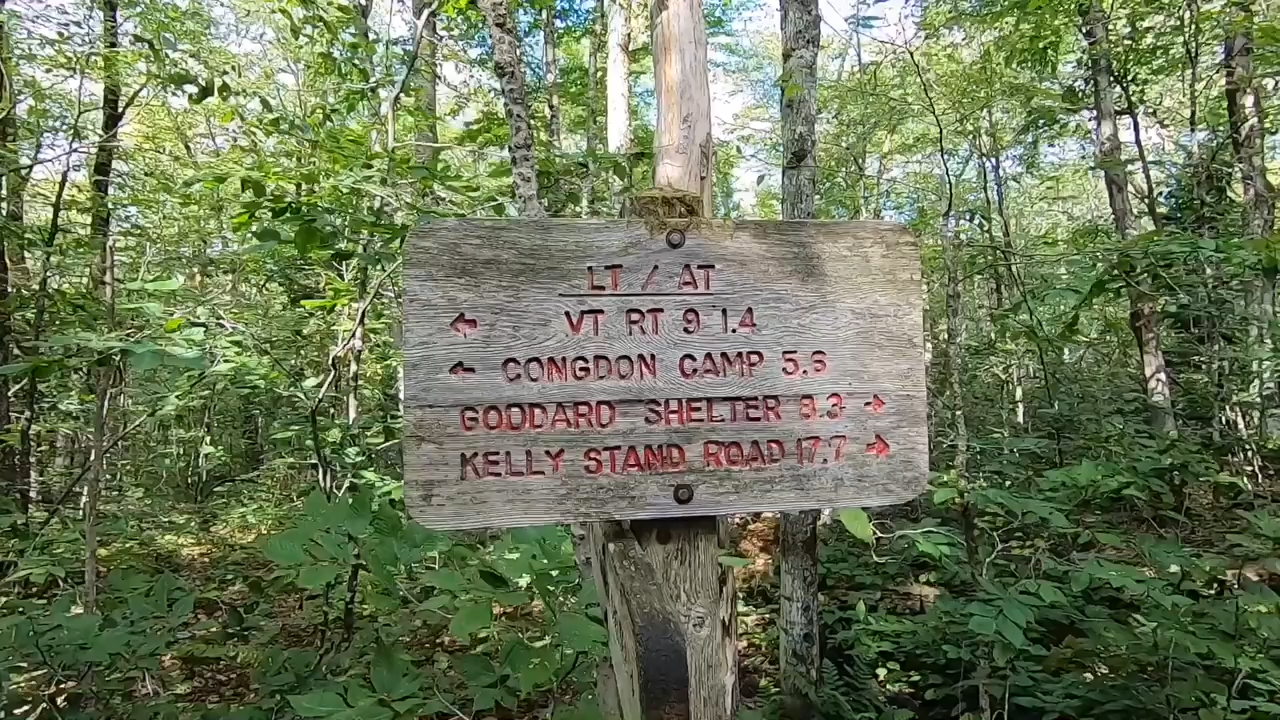 LT / AT
← VT RT 9 1.4
← CONGDON CAMP 5.6
GODDARD SHELTER 8.3 →
KELLY STAND ROAD 17.7 →